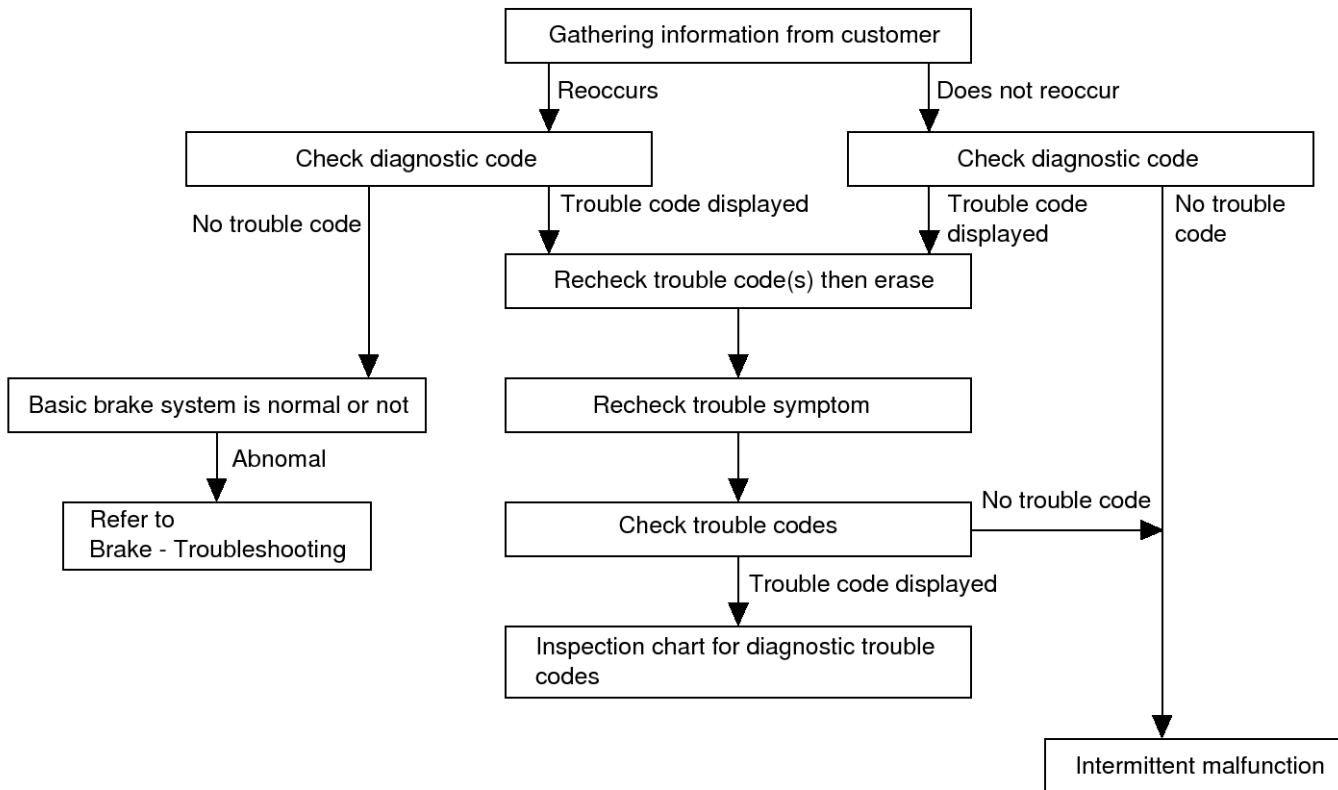 Gathering information from customer
Reoccurs
Does not reoccur
Check diagnostic code
Check diagnostic code
No trouble code
Trouble code displayed
Trouble code
displayed
No trouble
code
Recheck trouble code(s) then erase
Basic brake system is normal or not
Recheck trouble symptom
Abnomal
Refer to
Brake - Troubleshooting
Check trouble codes
No trouble code
Trouble code displayed
Inspection chart for diagnostic trouble
codes
Intermittent malfunction